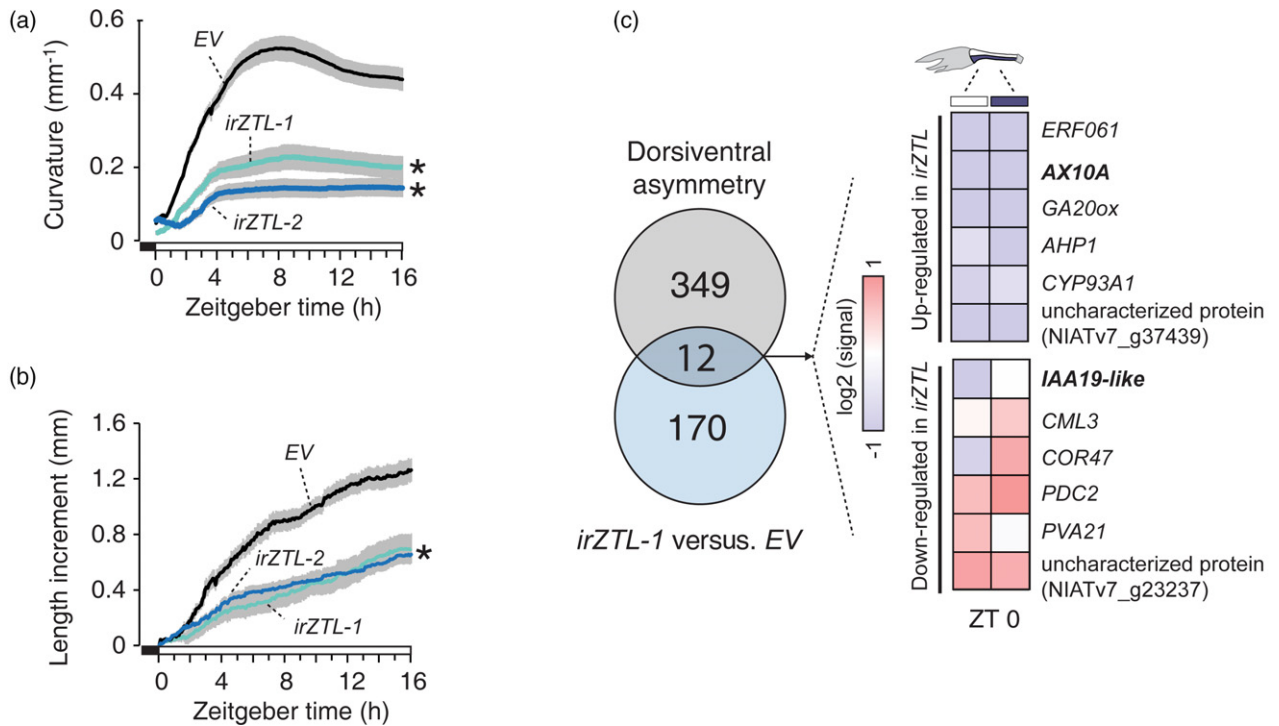 (a)
0.6
0.4
0.2
0
Curvature (mm-1)
EV
irZTL-1
irZTL-2
*
*
0 4 8 12 16
Zeitgeber time (h)
(b)
1.6
1.2
0.8
0.4
0
Length increment (mm)
EV
irZTL-2
irZTL-1
*
0 4 8 12 16
Zeitgeber time (h)
(c)
Dorsiventral
asymmetry
349
12
170
irZTL-1 versus. EV
1
log2 (signal)
-1
Up-regulated in irZTL
ERF061
AX10A
GA20ox
AHP1
CYP93A1
uncharacterized protein
(NIATv7_g37439)
Down-regulated in irZTL
IAA19-like
CML3
COR47
PDC2
PVA21
uncharacterized protein
(NIATv7_g23237)
ZT 0